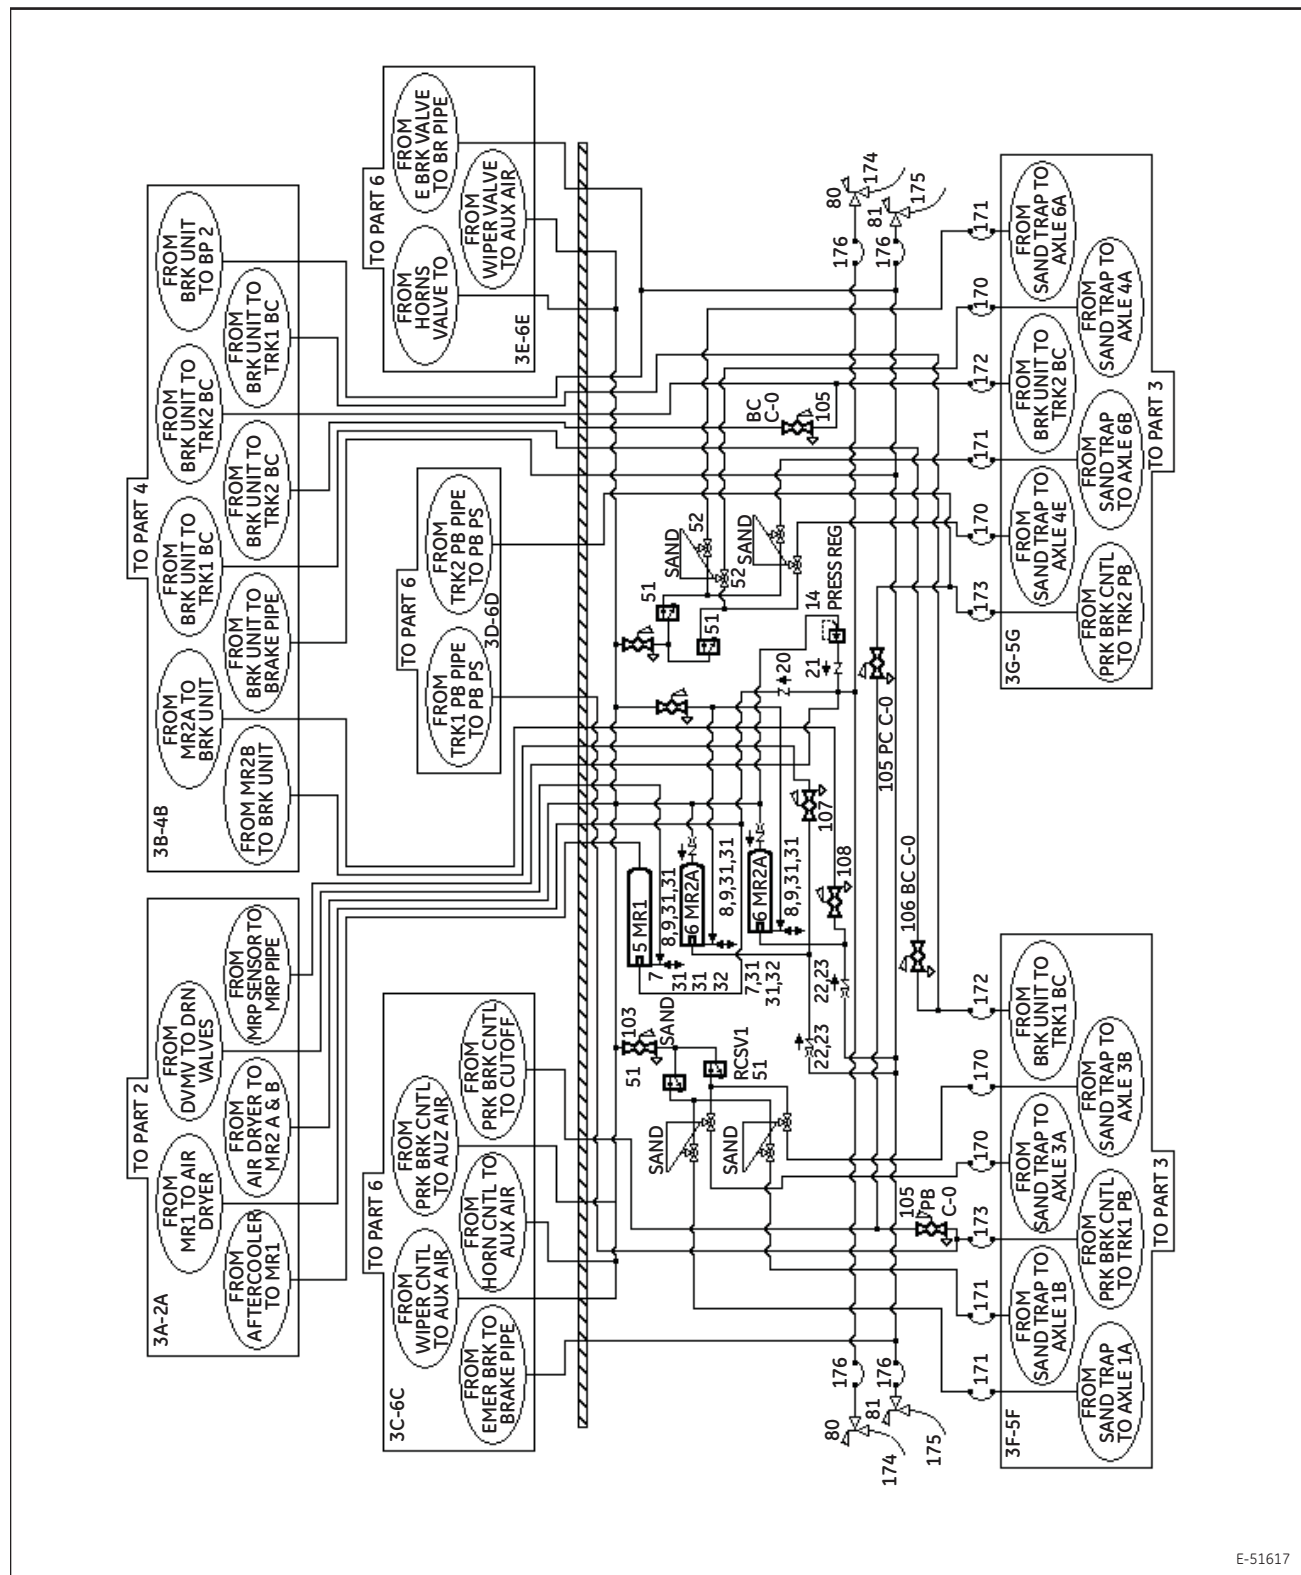 TO PART 2
3A-2A
FROM
AFTERCOOLER
TO MR1
FROM
MR1 TO AIR
DRYER
FROM
AIR DRYER TO
MR2 A & B
FROM
DVMV TO DRN
VALVES
FROM
MRP SENSOR TO
MRP PIPE
TO PART 4
3B-4B
FROM MR2B
TO BRK UNIT
FROM
MR2A TO
BRK UNIT
FROM
BRK UNIT TO
BRAKE PIPE
FROM
BRK UNIT TO
TRK1 BC
FROM
BRK UNIT TO
TRK2 BC
FROM
BRK UNIT TO
TRK2 BC
FROM
BRK UNIT TO
TRK1 BC
FROM
BRK UNIT
TO BP 2
TO PART 6
3C-6C
FROM
EMER BRK TO
BRAKE PIPE
FROM
WIPER CNTL
TO AUX AIR
FROM
HORN CNTL TO
AUX AIR
FROM
PRK BRK CNTL
TO AUZ AIR
FROM
PRK BRK CNTL
TO CUTOFF
TO PART 6
3D-6D
FROM
TRK1 PB PIPE
TO PB PS
FROM
TRK2 PB PIPE
TO PB PS
TO PART 6
3E-6E
FROM
HORNS
VALVE TO
FROM
WIPER VALVE
TO AUX AIR
FROM
E BRK VALVE
TO BR PIPE
51
103
SAND
RCSV1
51
SAND
SAND
5 MR1
7
31
31
32
8,9,31,31
6 MR2A
7,31
31,32
8,9,31,31
6 MR2A
8,9,31,31
22,23
22,23
107
108
20
21
14
PRESS REG
51
51
SAND
52
52
SAND
BC
C-0
105
105 PC C-0
106 BC C-0
105
PB
C-0
80
174
81
175
176
176
80
174
81
175
176
176
171
171
173
170
170
172
173
170
171
172
170
171
3F-5F
FROM
SAND TRAP
TO AXLE 1A
FROM
SAND TRAP TO
AXLE 1B
FROM
PRK BRK CNTL
TO TRK1 PB
FROM
SAND TRAP TO
AXLE 3A
FROM
SAND TRAP TO
AXLE 3B
FROM
BRK UNIT TO
TRK1 BC
TO PART 3
3G-5G
FROM
PRK BRK CNTL
TO TRK2 PB
FROM
SAND TRAP TO
AXLE 4E
FROM
SAND TRAP
TO AXLE 6B
FROM
BRK UNIT TO
TRK2 BC
FROM
SAND TRAP TO
AXLE 4A
FROM
SAND TRAP TO
AXLE 6A
TO PART 3
E-51617